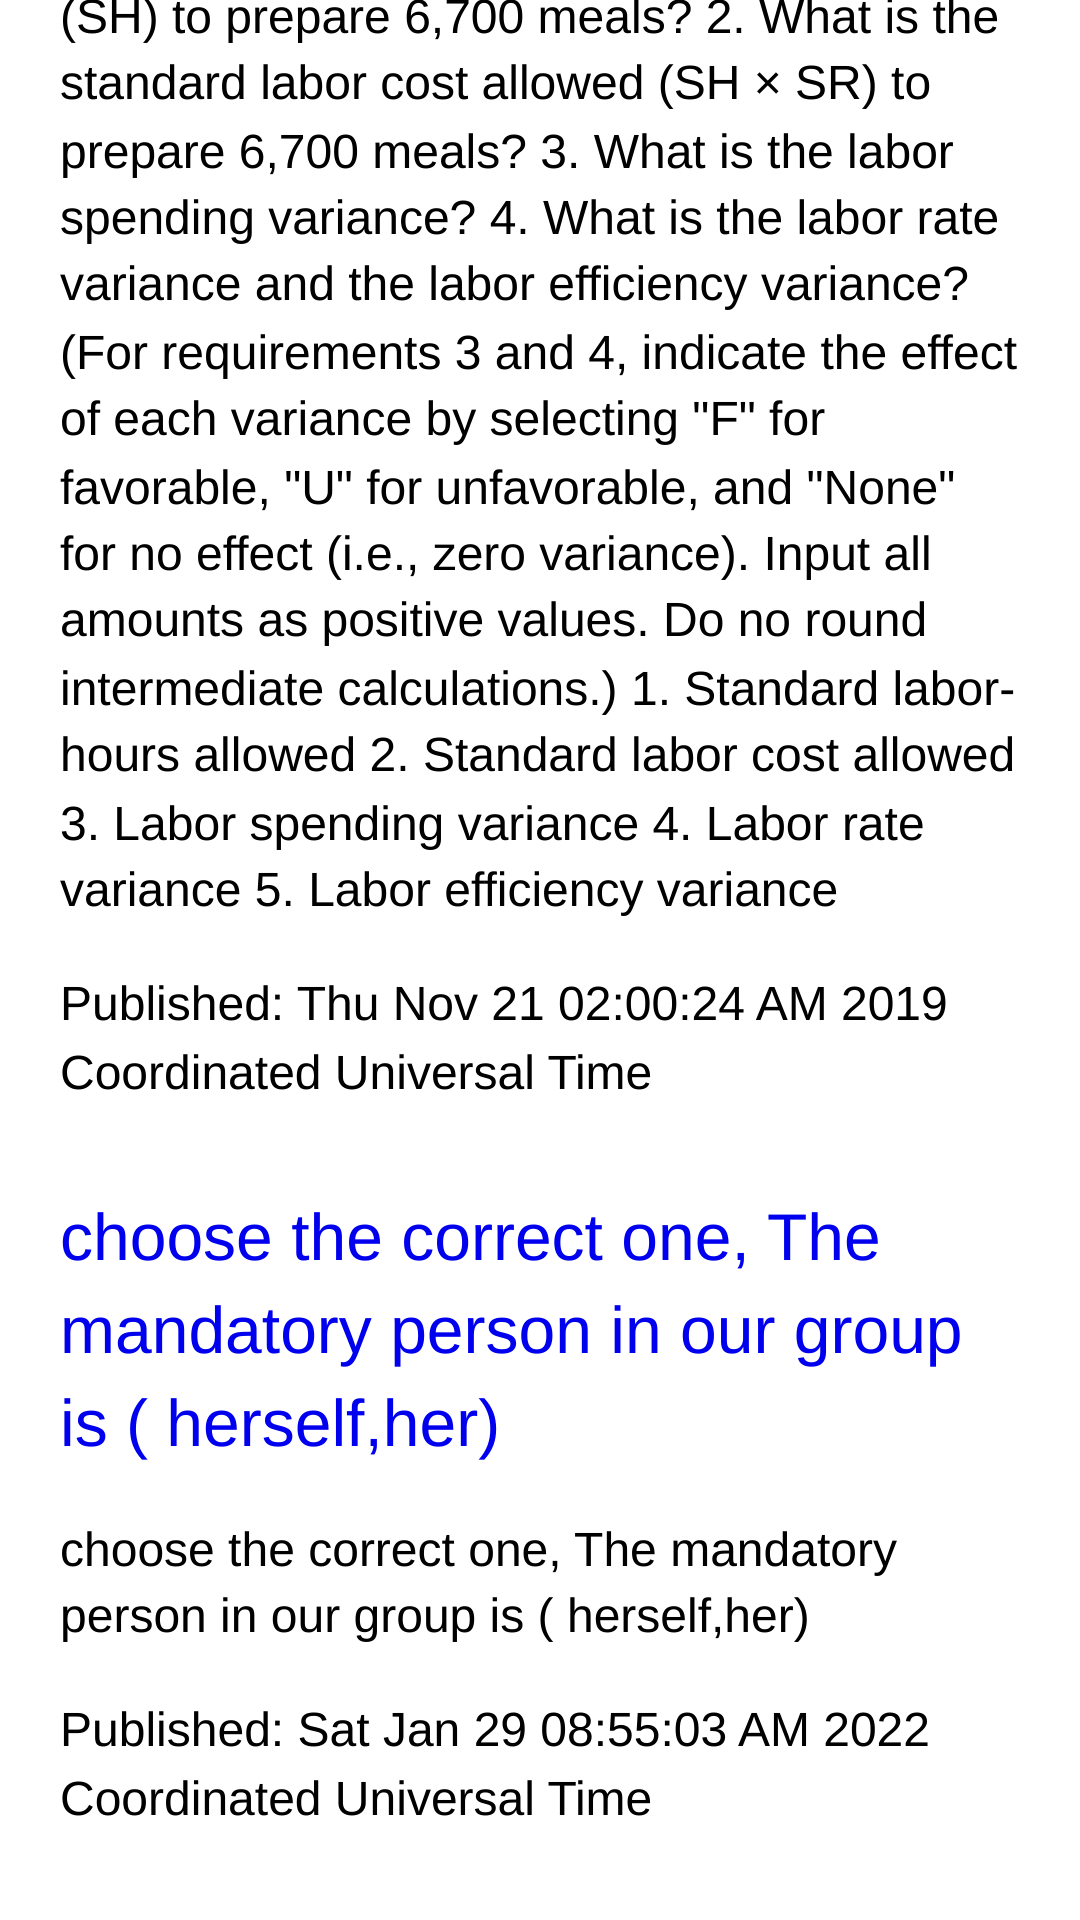 (SH) to prepare 6,700 meals? 2. What is the
standard labor cost allowed (SH × SR) to
prepare 6,700 meals? 3. What is the labor
spending variance? 4. What is the labor rate
variance and the labor efficiency variance?
(For requirements 3 and 4, indicate the effect
of each variance by selecting "F" for
favorable, "U" for unfavorable, and "None"
for no effect (i.e., zero variance). Input all
amounts as positive values. Do no round
intermediate calculations.) 1. Standard labor-
hours allowed 2. Standard labor cost allowed
3. Labor spending variance 4. Labor rate
variance 5. Labor efficiency variance
Published: Thu Nov 21 02:00:24 AM 2019
Coordinated Universal Time
choose the correct one, The
mandatory person in our group
is ( herself,her)
choose the correct one, The mandatory
person in our group is ( herself,her)
Published: Sat Jan 29 08:55:03 AM 2022
Coordinated Universal Time